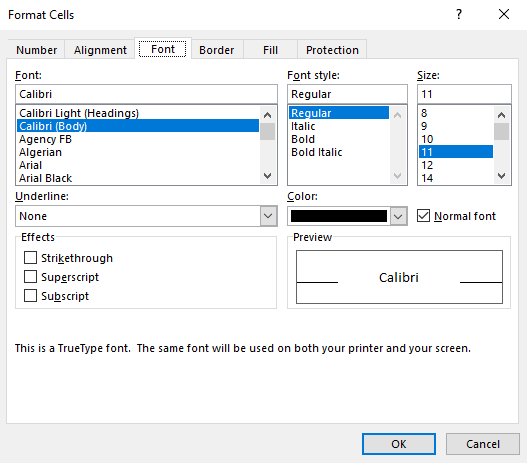 Format Cells
?
Number Alignment Font Border Fill Protection
Font: Font style: Size:
Calibri Regular 11
Calibri Light (Headings) Regular 8
Calibri (Body) Italic 9
Agency FB Bold 10
Algerian Bold Italic 11
Arial 12
Arial Black 14
Underline: Color:
None Normal font
Effects Preview
Strikethrough
Superscript Calibri
Subscript
This is a TrueType font.  The same font will be used on both your printer and your screen.
OK Cancel